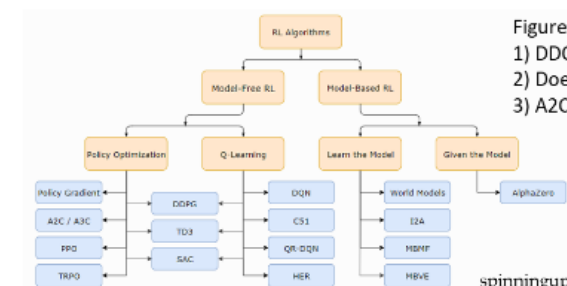 RL Algorithms
Model-Free RL
Model-Based RL
Policy Optimization
Q-Learning
Learn the Model
Given the Model
Policy Gradient
A2C / A3C
PPO
TRPO
DDPG
TD3
SAC
DQN
C51
QR-DQN
HER
World Models
I2A
MBMF
MBVE
AlphaZero
Figure
1) DDQ
2) Doe
3) A2C
spinningup